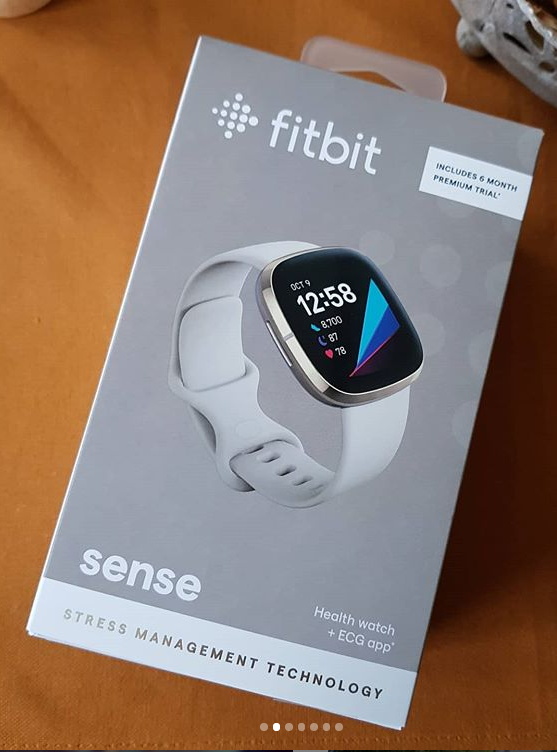 fitbit
INCLUDES 6 MONTH
PREMIUM TRIAL*
OCT 9
12:58
8,700
87
78
sense
Health watch
+ ECG app*
STRESS MANAGEMENT TECHNOLOGY